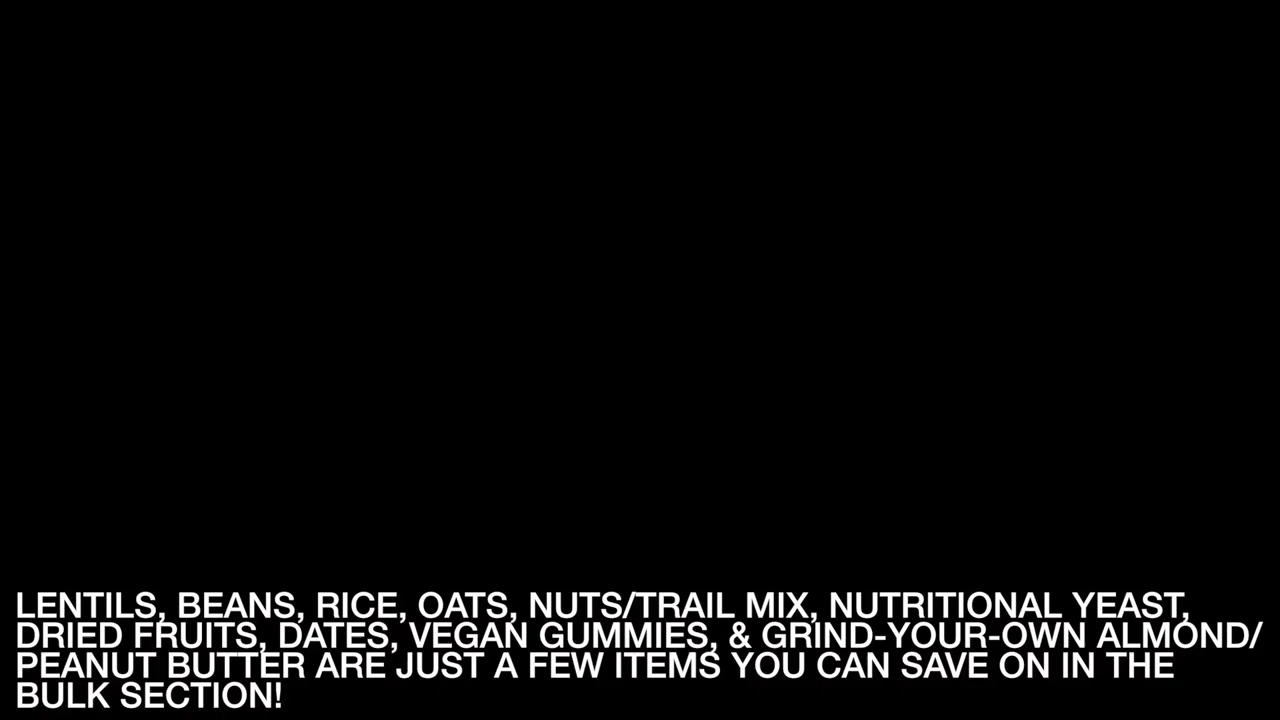 LENTILS, BEANS, RICE, OATS, NUTS/TRAIL MIX, NUTRITIONAL YEAST,
DRIED FRUITS, DATES, VEGAN GUMMIES, & GRIND-YOUR-OWN ALMOND/
PEANUT BUTTER ARE JUST A FEW ITEMS YOU CAN SAVE ON IN THE
BULK SECTION!